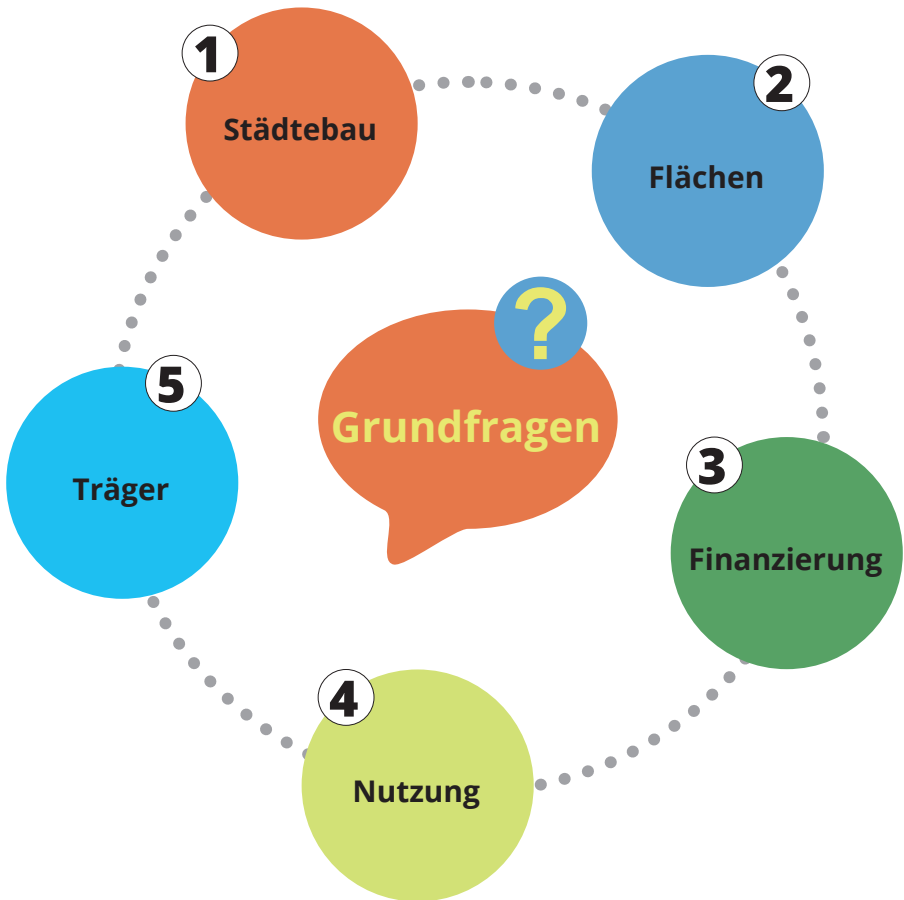 1
Städtebau
2
Flächen
3
Finanzierung
4
Nutzung
5
Träger
?
Grundfragen